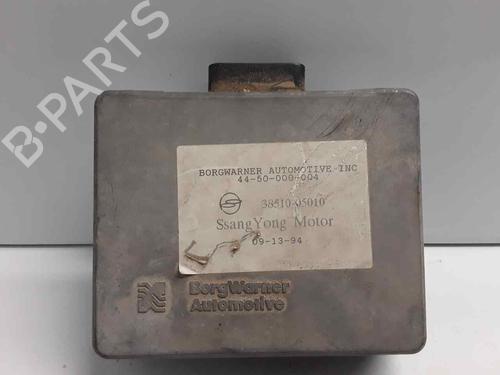 BORGWARNER AUTOMOTIVE INC
44-50-000-004
38510-05010
SsangYong Motor
09-13-94
BorgWarner
Automotive
B-PARTS